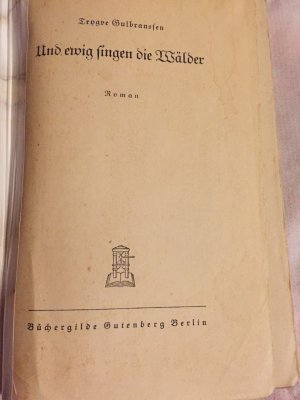 Trygve Gulbranssen
Und ewig singen die Wälder
Roman
Büchergilde Gutenberg Berlin